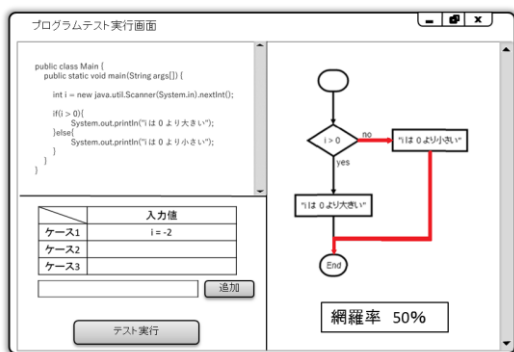 プログラムテスト実行画面
public class Main {
public static void main(String args[]) {
int i = new java.util.Scanner(System.in).nextInt();
if(i > 0){
System.out.println("i は 0 より大きい");
}else{
System.out.println("i は 0 より小さい");
}
}
}
入力値
ケース1 i = -2
ケース2
ケース3
追加
テスト実行
i > 0
no
"i は 0 より小さい"
yes
"i は 0 より大きい"
End
網羅率 50%